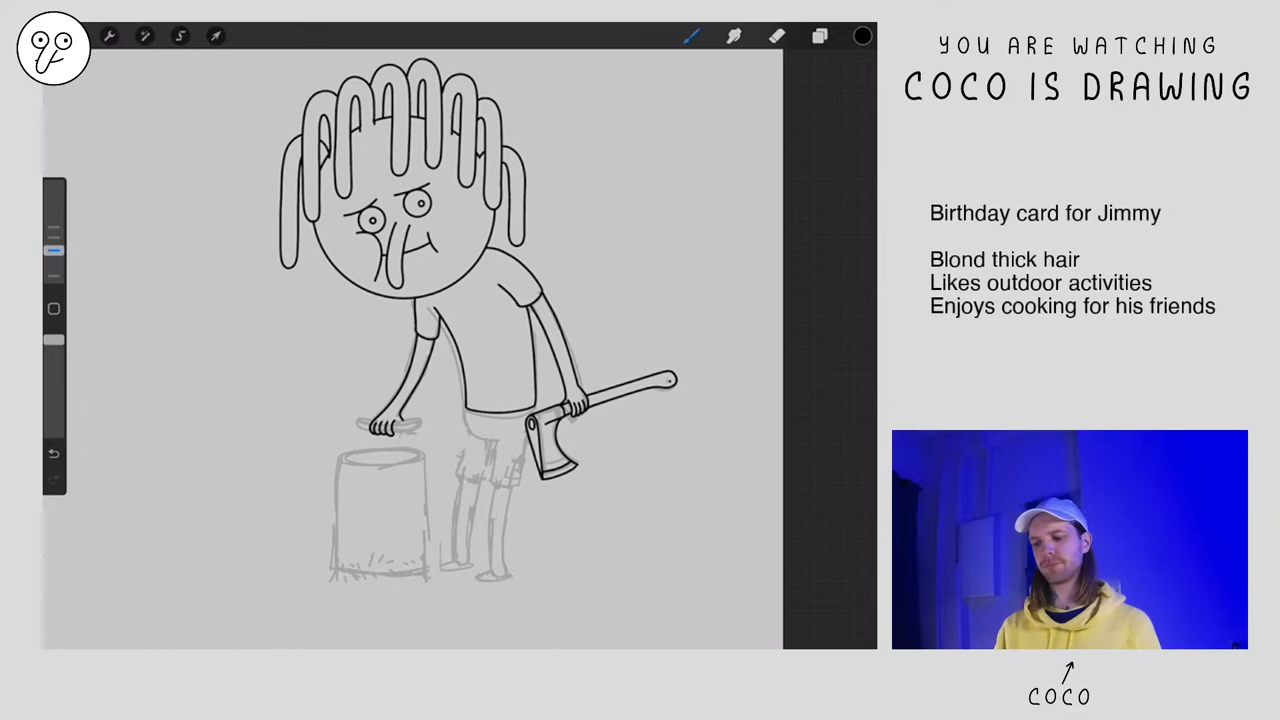 YOU ARE WATCHING
COCO IS DRAWING
Birthday card for Jimmy
Blond thick hair
Likes outdoor activities
Enjoys cooking for his friends
COCO